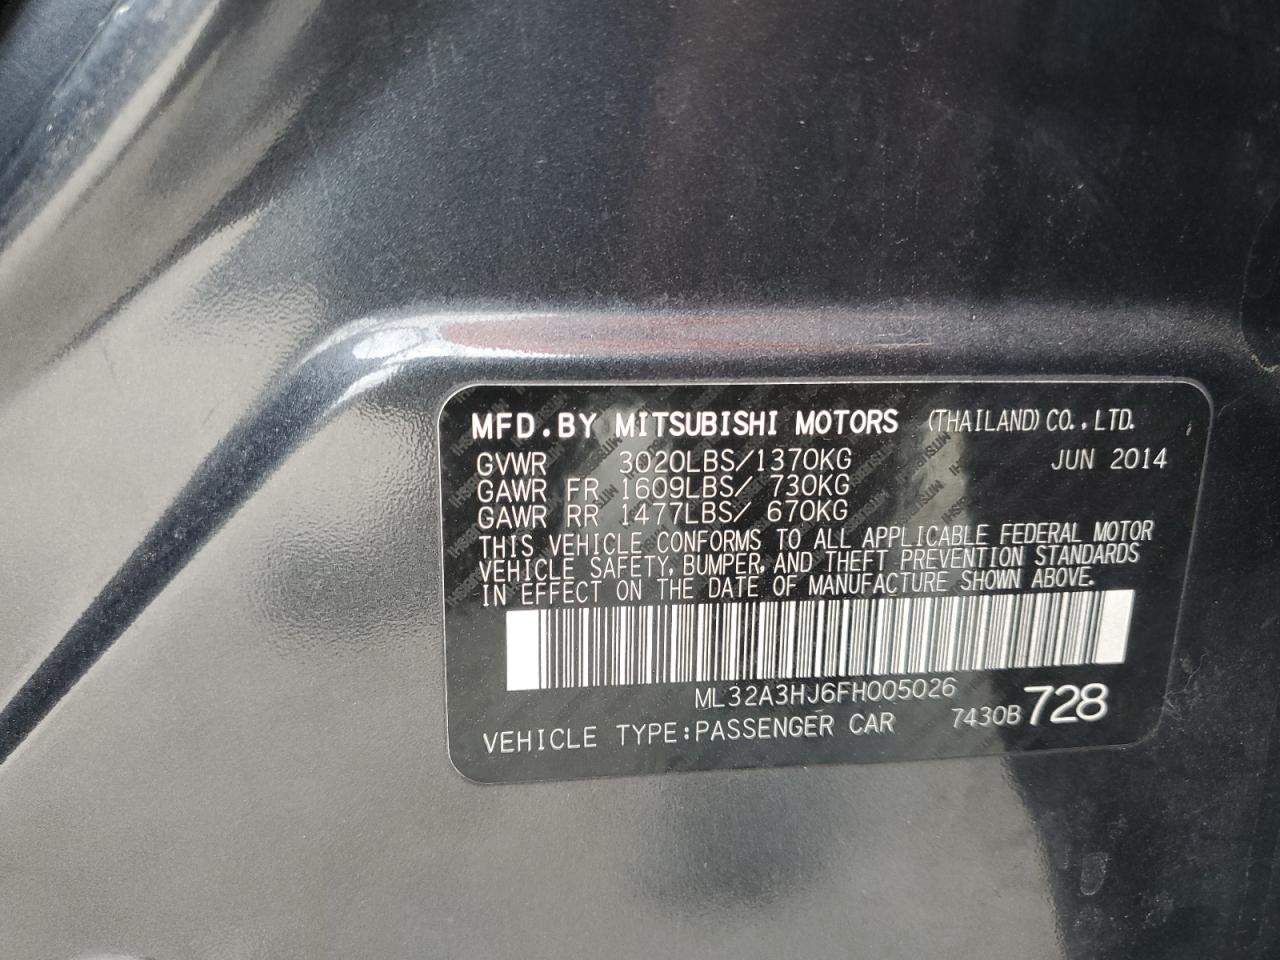 MFD.BY MITSUBISHI MOTORS (THAILAND) CO.,LTD.
GVWR 3020LBS/1370KG JUN 2014
GAWR FR 1609LBS/ 730KG
GAWR RR 1477LBS/ 670KG
THIS VEHICLE CONFORMS TO ALL APPLICABLE FEDERAL MOTOR
VEHICLE SAFETY, BUMPER, AND THEFT PREVENTION STANDARDS
IN EFFECT ON THE DATE OF MANUFACTURE SHOWN ABOVE.
ML32A3HJ6FH005026
VEHICLE TYPE:PASSENGER CAR 7430B 728